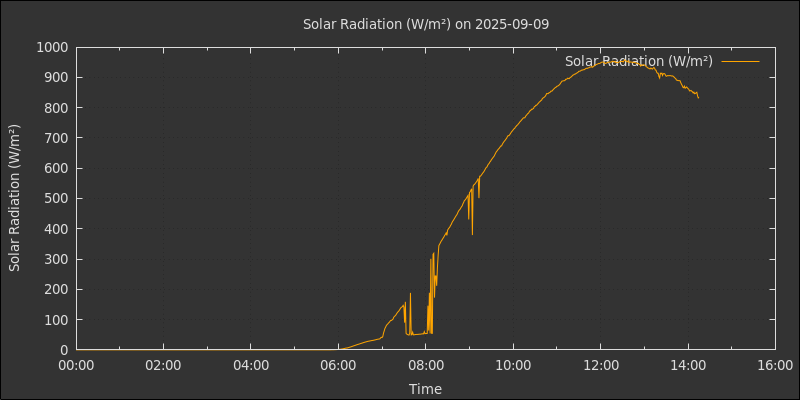 Solar Radiation (W/m²) on 2025-09-09
Solar Radiation (W/m²)
Solar Radiation (W/m²)
1000
900
800
700
600
500
400
300
200
100
0
00:00 02:00 04:00 06:00 08:00 10:00 12:00 14:00 16:00
Time